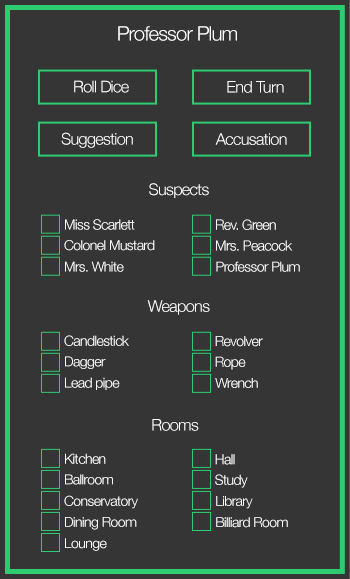 Professor Plum
Roll Dice
End Turn
Suggestion
Accusation
Suspects
Miss Scarlett
Rev. Green
Colonel Mustard
Mrs. Peacock
Mrs. White
Professor Plum
Weapons
Candlestick
Revolver
Dagger
Rope
Lead pipe
Wrench
Rooms
Kitchen
Hall
Ballroom
Study
Conservatory
Library
Dining Room
Billiard Room
Lounge